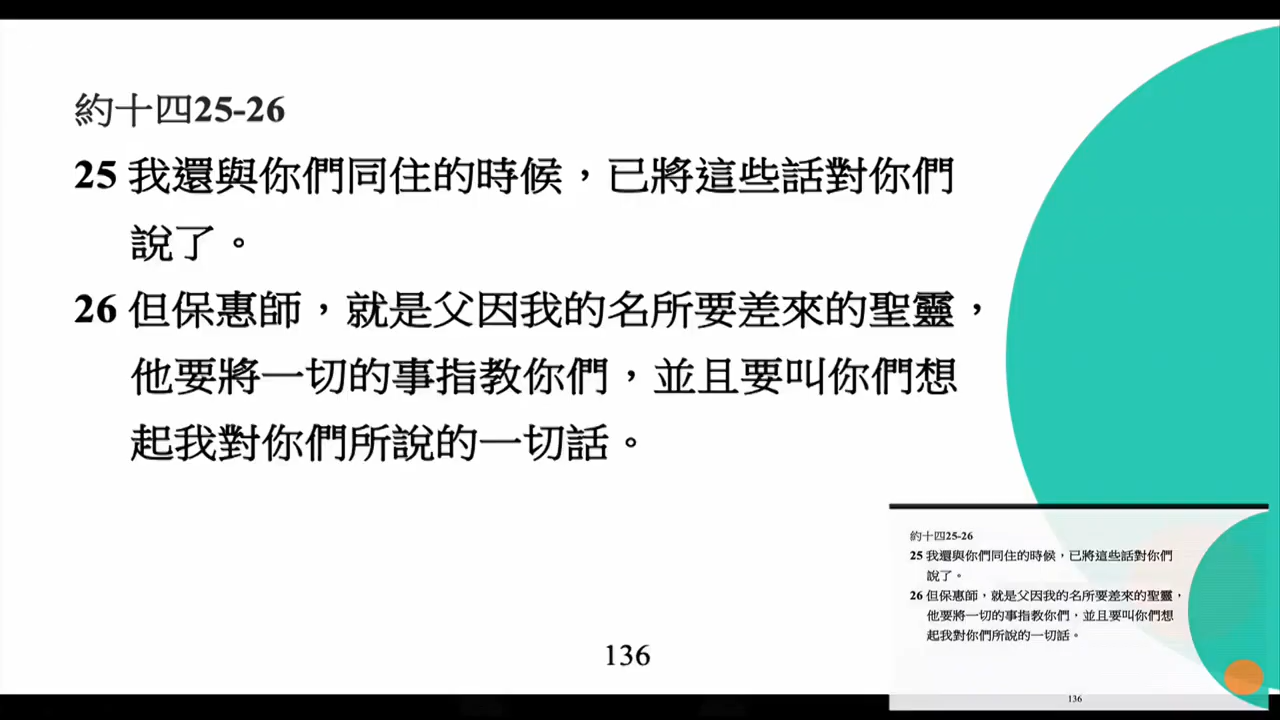 約十四25-26
25 我還與你們同住的時候，已將這些話對你們
說了。
26 但保惠師，就是父因我的名所要差來的聖靈，
他要將一切的事指教你們，並且要叫你們想
起我對你們所說的一切話。
136
約十四25-26
25 我還與你們同住的時候，已將這些話對你們
說了。
26 但保惠師，就是父因我的名所要差來的聖靈，
他要將一切的事指教你們，並且要叫你們想
起我對你們所說的一切話。
136